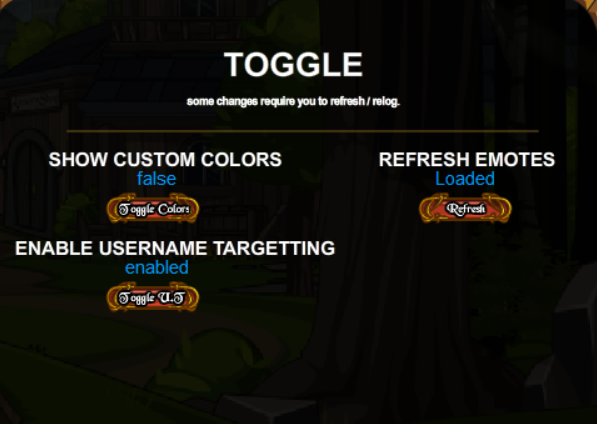 TOGGLE
some changes require you to refresh / relog.
SHOW CUSTOM COLORS
false
Toggle Colors
REFRESH EMOTES
Loaded
Refresh
ENABLE USERNAME TARGETTING
enabled
Toggle U.T